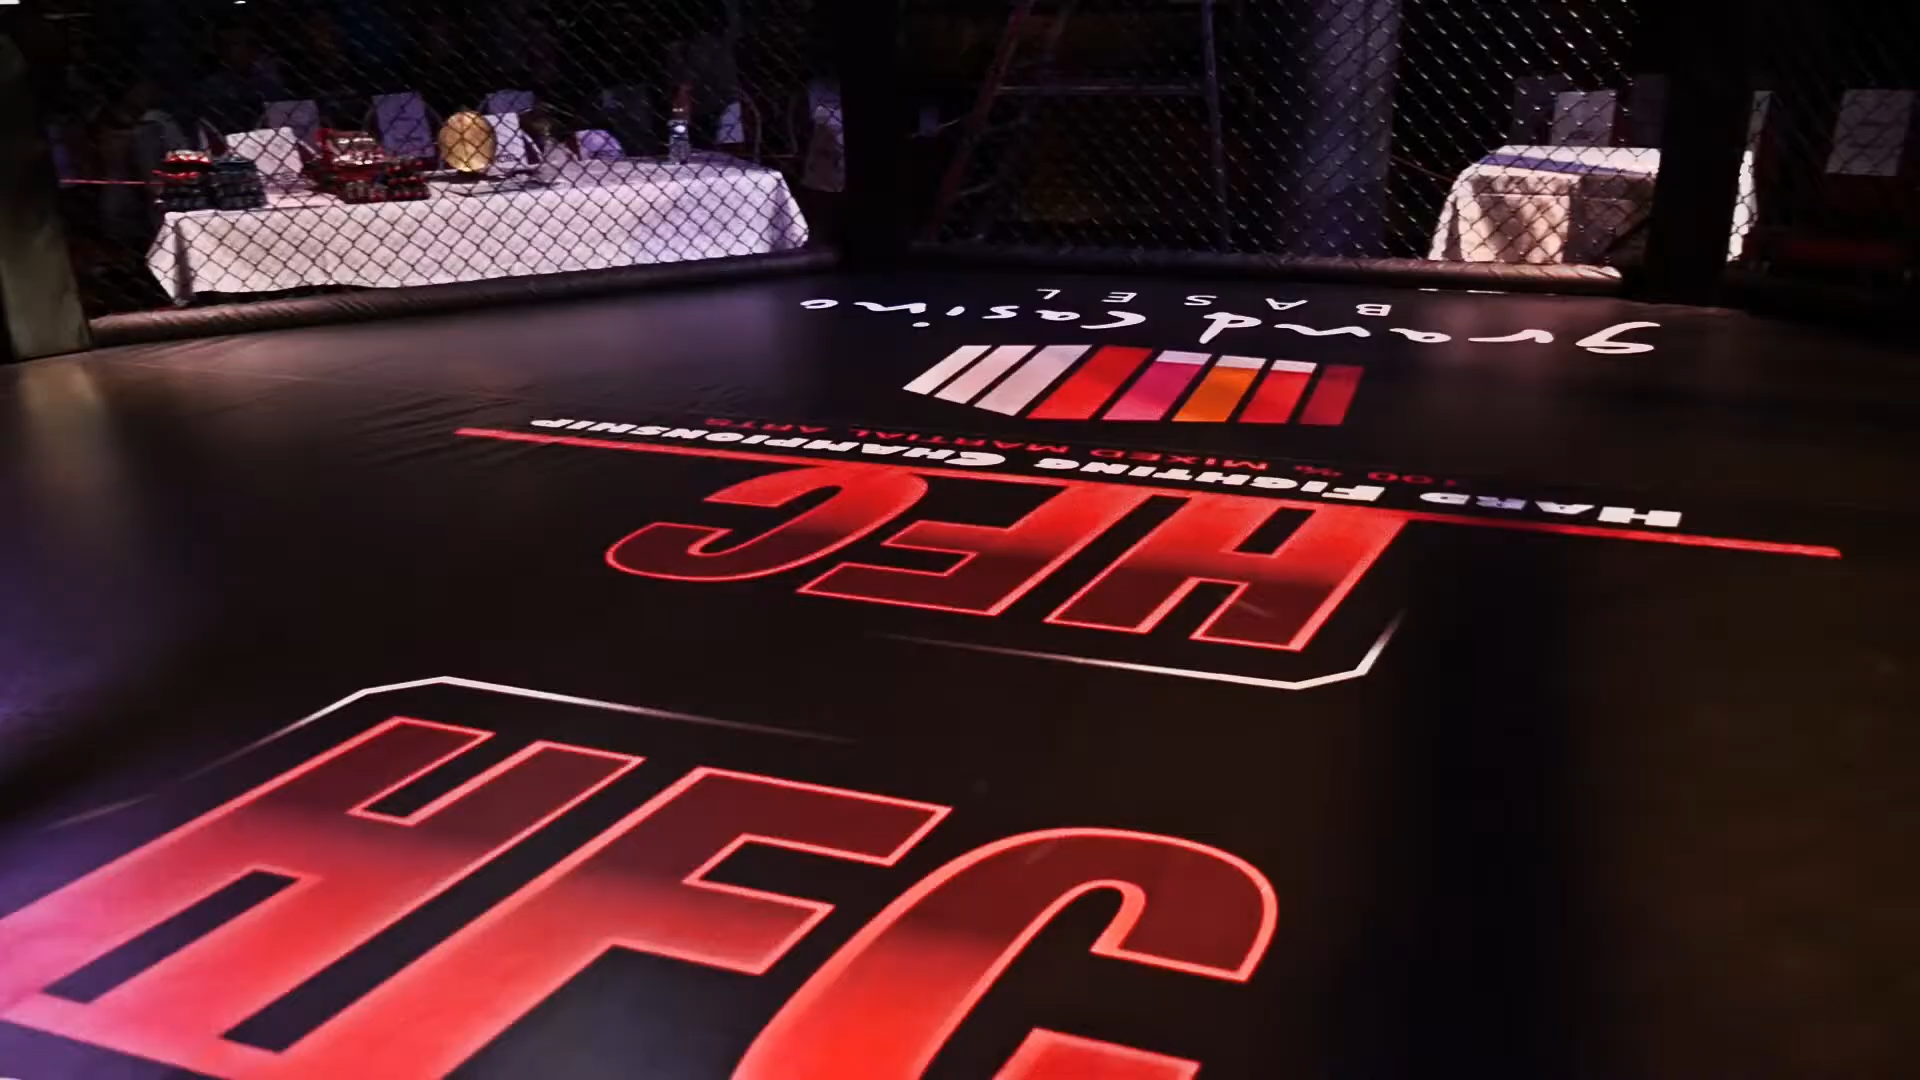 grand casino
BASEL
100 % MIXED MARTIAL ARTS
HARD FIGHTING CHAMPIONSHIP
HFC
HFC